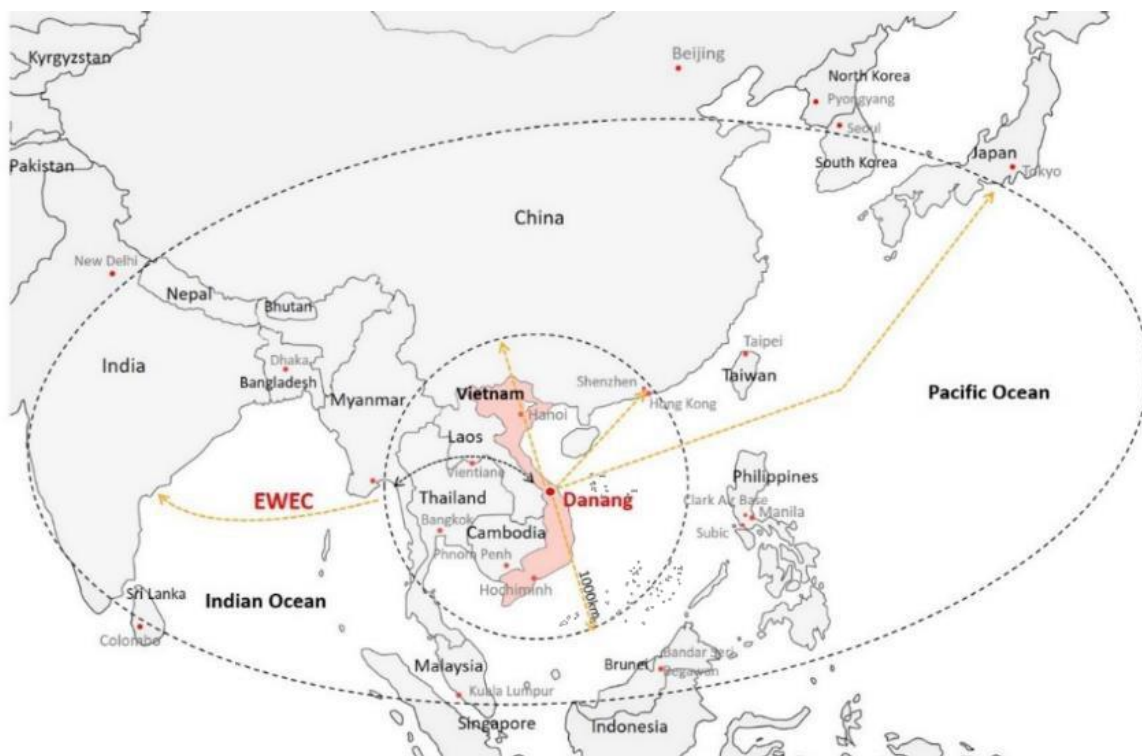 Kyrgyzstan
Beijing
North Korea
Pyongyang
Seoul
South Korea
Japan
Tokyo
Pakistan
China
New Delhi
Nepal
Bhutan
India
Dhaka
Bangladesh
Myanmar
Taipei
Taiwan
Shenzhen
Hong Kong
Vietnam
Hanoi
Pacific Ocean
Laos
Vientiane
EWEC
Thailand
Danang
Philippines
Clark Air Base
Manila
Subic
Bangkok
Cambodia
Phnom Penh
Hochiminh
1000km
Sri Lanka
Indian Ocean
Colombo
Malaysia
Brunei
Bandar Seri
Begawan
Kuala Lumpur
Singapore
Indonesia